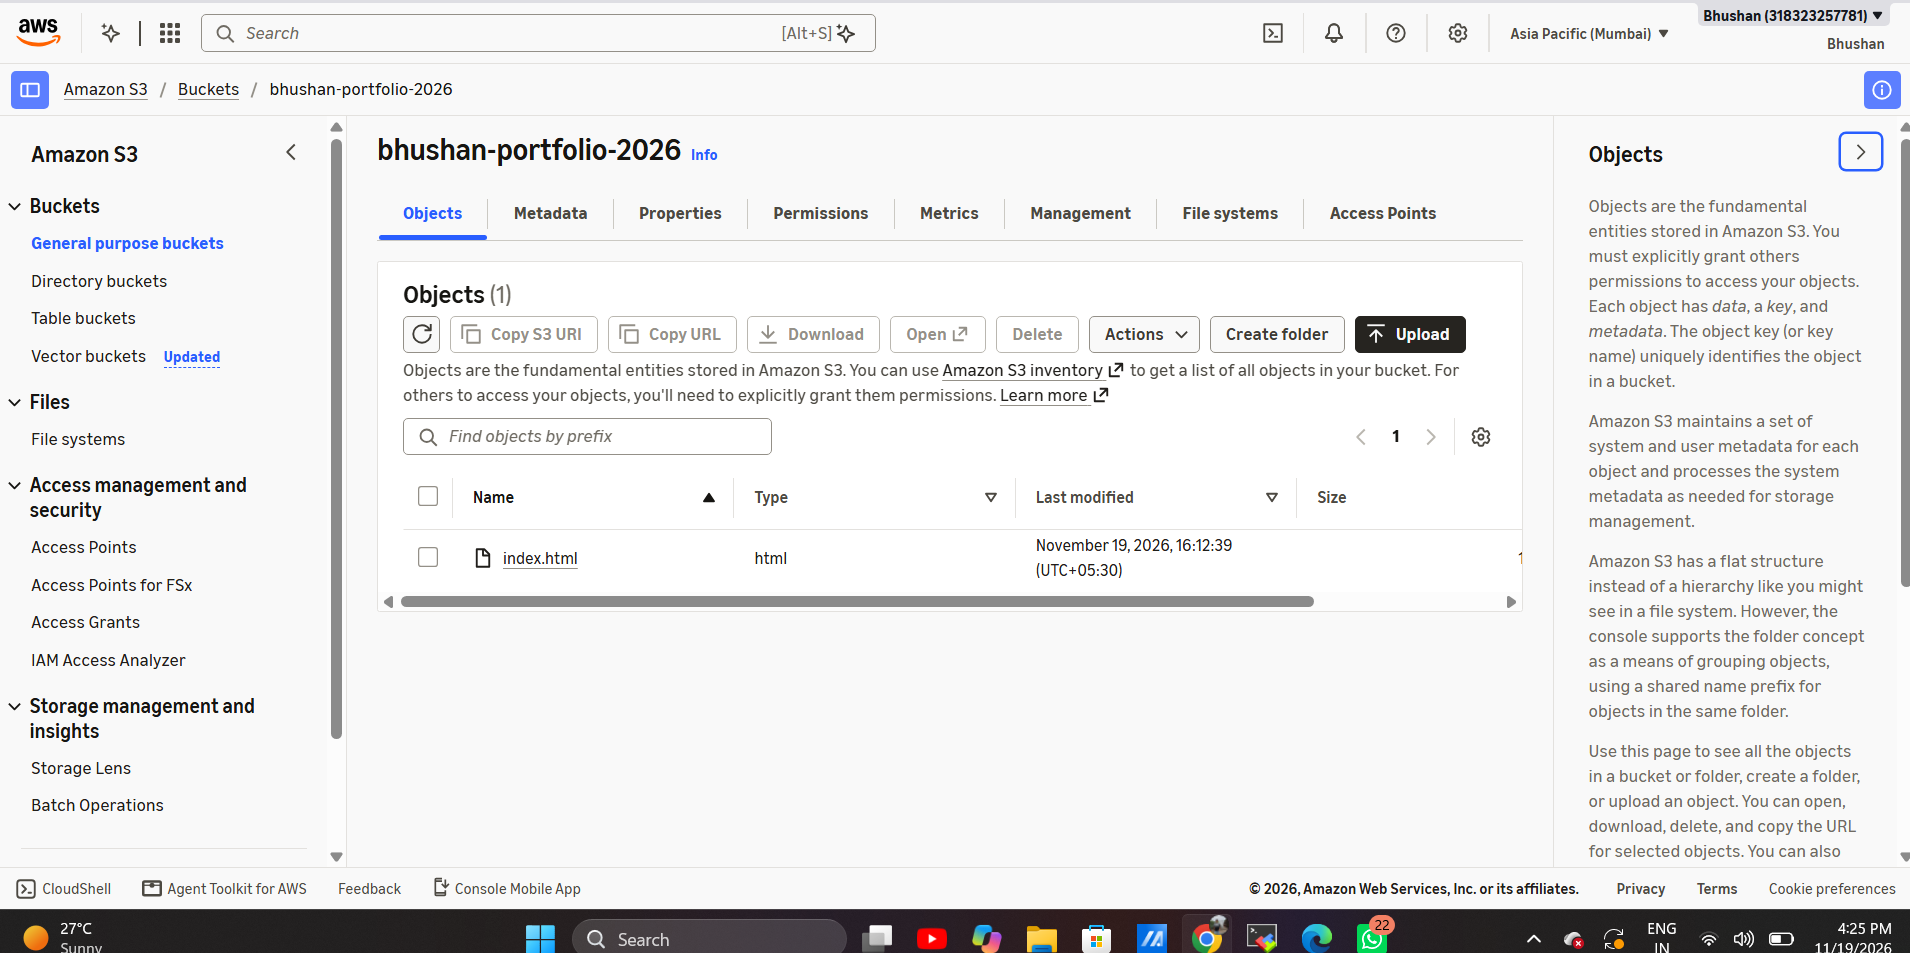 aws
Search
[Alt+S]
Asia Pacific (Mumbai)
Bhushan (318323257781)
Bhushan
Amazon S3 / Buckets / bhushan-portfolio-2026
Amazon S3
Buckets
General purpose buckets
Directory buckets
Table buckets
Vector buckets Updated
Files
File systems
Access management and
security
Access Points
Access Points for FSx
Access Grants
IAM Access Analyzer
Storage management and
insights
Storage Lens
Batch Operations
bhushan-portfolio-2026 Info
Objects Metadata Properties Permissions Metrics Management File systems Access Points
Objects (1)
Copy S3 URI Copy URL Download Open Delete Actions Create folder Upload
Objects are the fundamental entities stored in Amazon S3. You can use Amazon S3 inventory to get a list of all objects in your bucket. For
others to access your objects, you'll need to explicitly grant them permissions. Learn more
Find objects by prefix
1
Name Type Last modified Size
index.html html November 19, 2026, 16:12:39
(UTC+05:30)
Objects
Objects are the fundamental
entities stored in Amazon S3. You
must explicitly grant others
permissions to access your objects.
Each object has data, a key, and
metadata. The object key (or key
name) uniquely identifies the object
in a bucket.
Amazon S3 maintains a set of
system and user metadata for each
object and processes the system
metadata as needed for storage
management.
Amazon S3 has a flat structure
instead of a hierarchy like you might
see in a file system. However, the
console supports the folder concept
as a means of grouping objects,
using a shared name prefix for
objects in the same folder.
Use this page to see all the objects
in a bucket or folder, create a folder,
or upload an object. You can open,
download, delete, and copy the URL
for selected objects. You can also
CloudShell Agent Toolkit for AWS Feedback Console Mobile App
© 2026, Amazon Web Services, Inc. or its affiliates. Privacy Terms Cookie preferences
27°C
Sunny
Search
22
ENG
IN
4:25 PM
11/19/2026